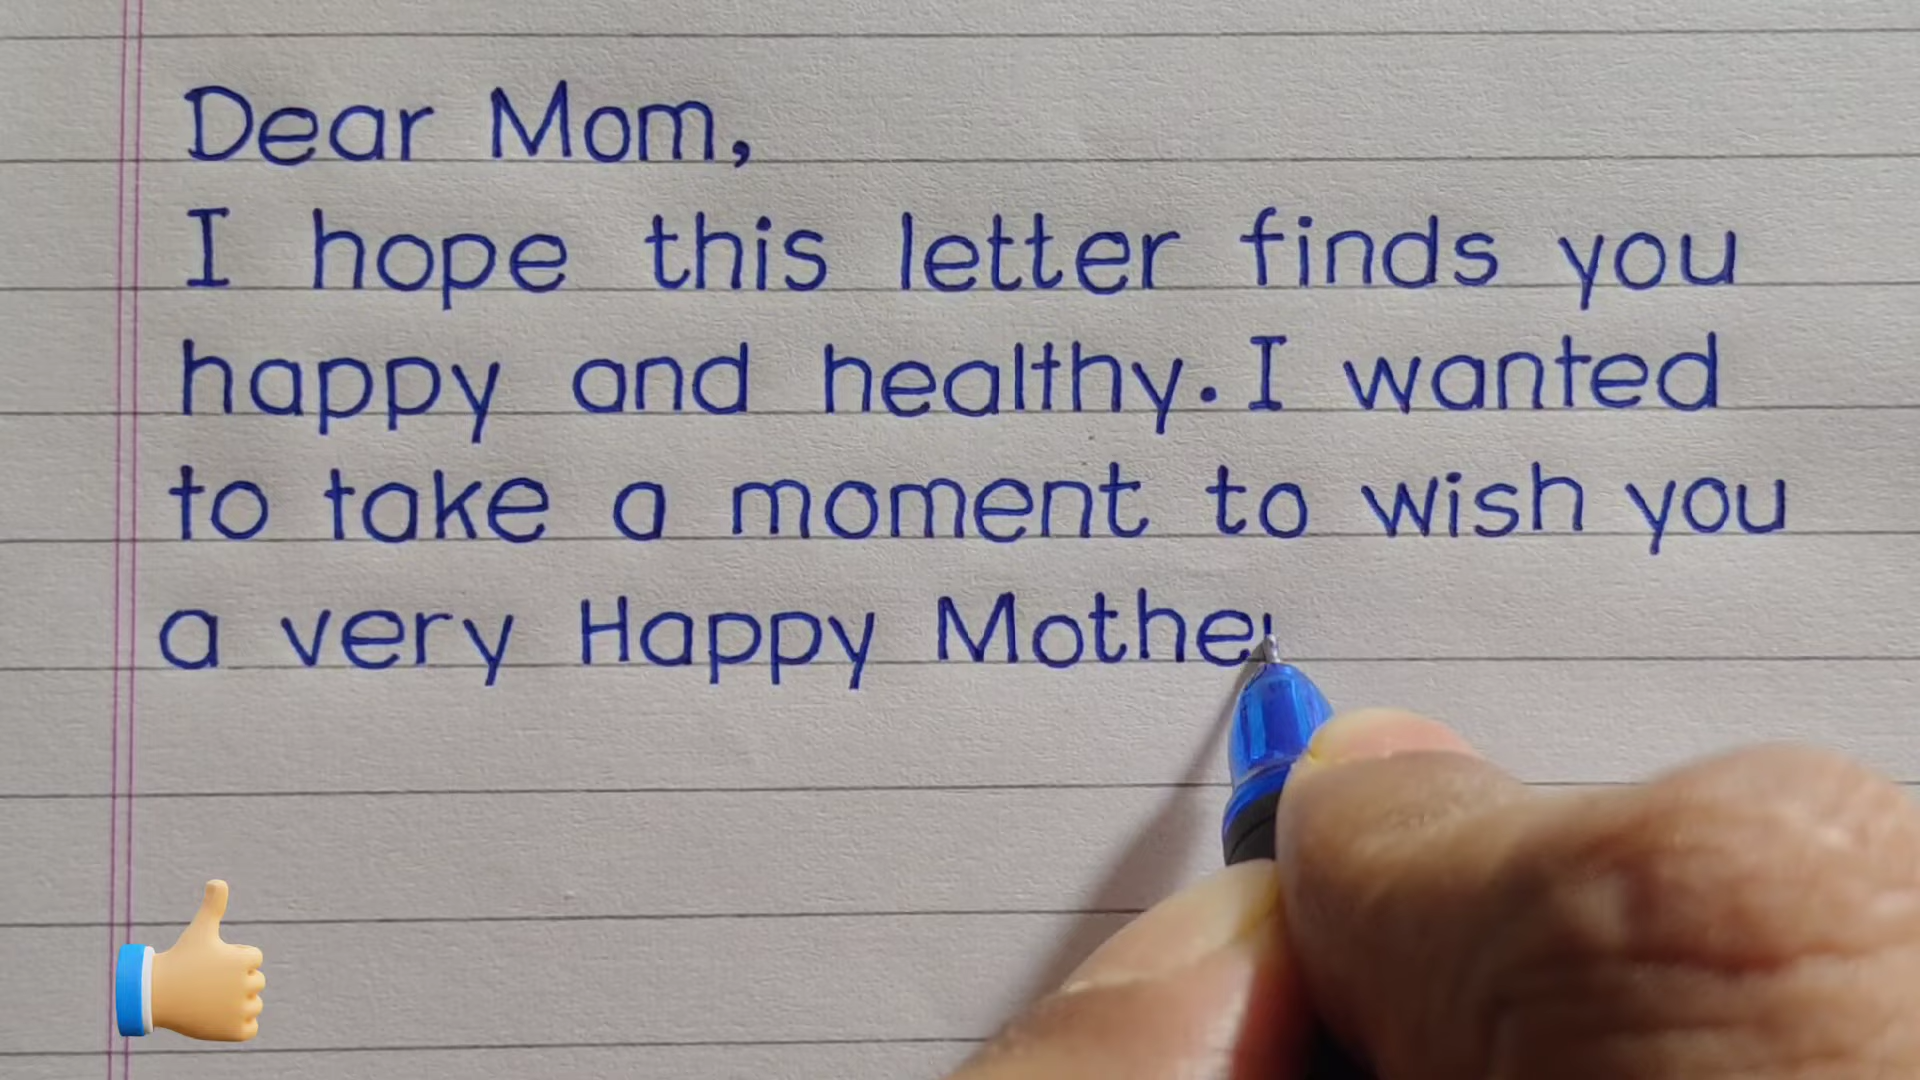 Dear Mom,
I hope this letter finds you
happy and healthy. I wanted
to take a moment to wish you
a very Happy Mothe